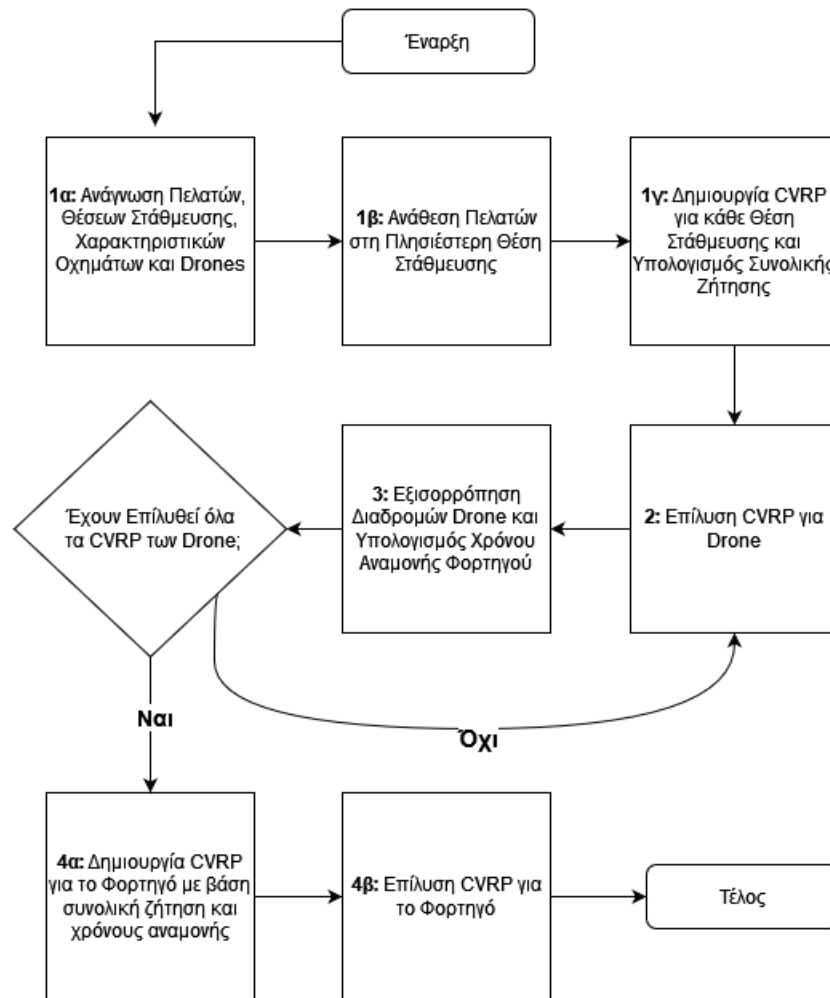 Έναρξη
1α: Ανάγνωση Πελατών,
Θέσεων Στάθμευσης,
Χαρακτηριστικών
Οχημάτων και Drones
1β: Ανάθεση Πελατών
στη Πλησιέστερη Θέση
Στάθμευσης
1γ: Δημιουργία CVRP
για κάθε Θέση
Στάθμευσης και
Υπολογισμός Συνολικής
Ζήτησης
Έχουν Επίλυθεί όλα
τα CVRP των Drone;
3: Εξισορρόπηση
Διαδρομών Drone και
Υπολογισμός Χρόνου
Αναμονής Φορτηγού
2: Επίλυση CVRP για
Drone
Ναι
Όχι
4α: Δημιουργία CVRP
για το Φορτηγό με βάση
συνολική ζήτηση και
χρόνους αναμονής
4β: Επίλυση CVRP για
το Φορτηγό
Τέλος